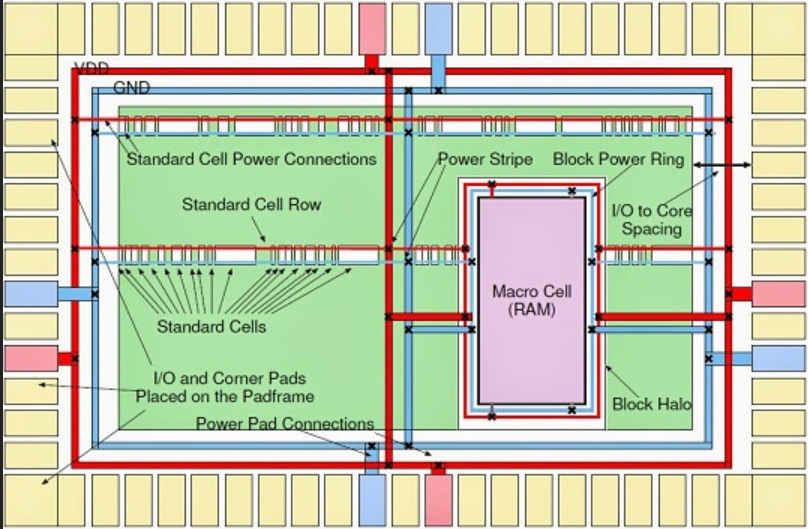 VDD
GND
Standard Cell Power Connections
Power Stripe
Block Power Ring
Standard Cell Row
I/O to Core
Spacing
Macro Cell
(RAM)
Standard Cells
I/O and Corner Pads
Placed on the Padframe
Block Halo
Power Pad Connections